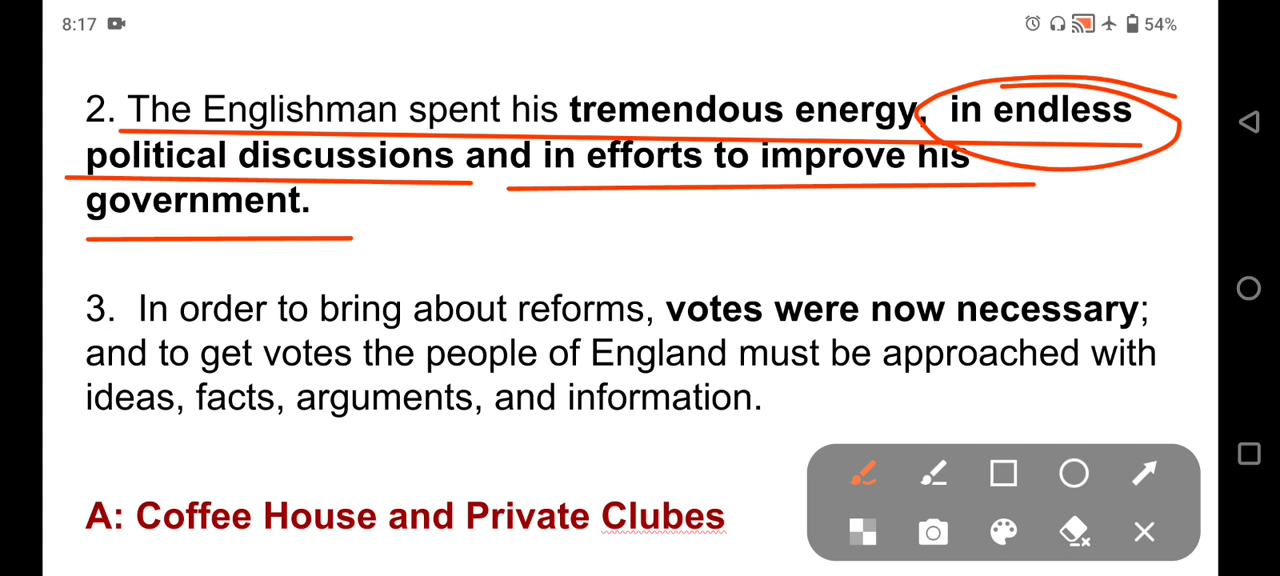 8:17
54%
2. The Englishman spent his tremendous energy, in endless
political discussions and in efforts to improve his
government.
3. In order to bring about reforms, votes were now necessary;
and to get votes the people of England must be approached with
ideas, facts, arguments, and information.
A: Coffee House and Private Clubes